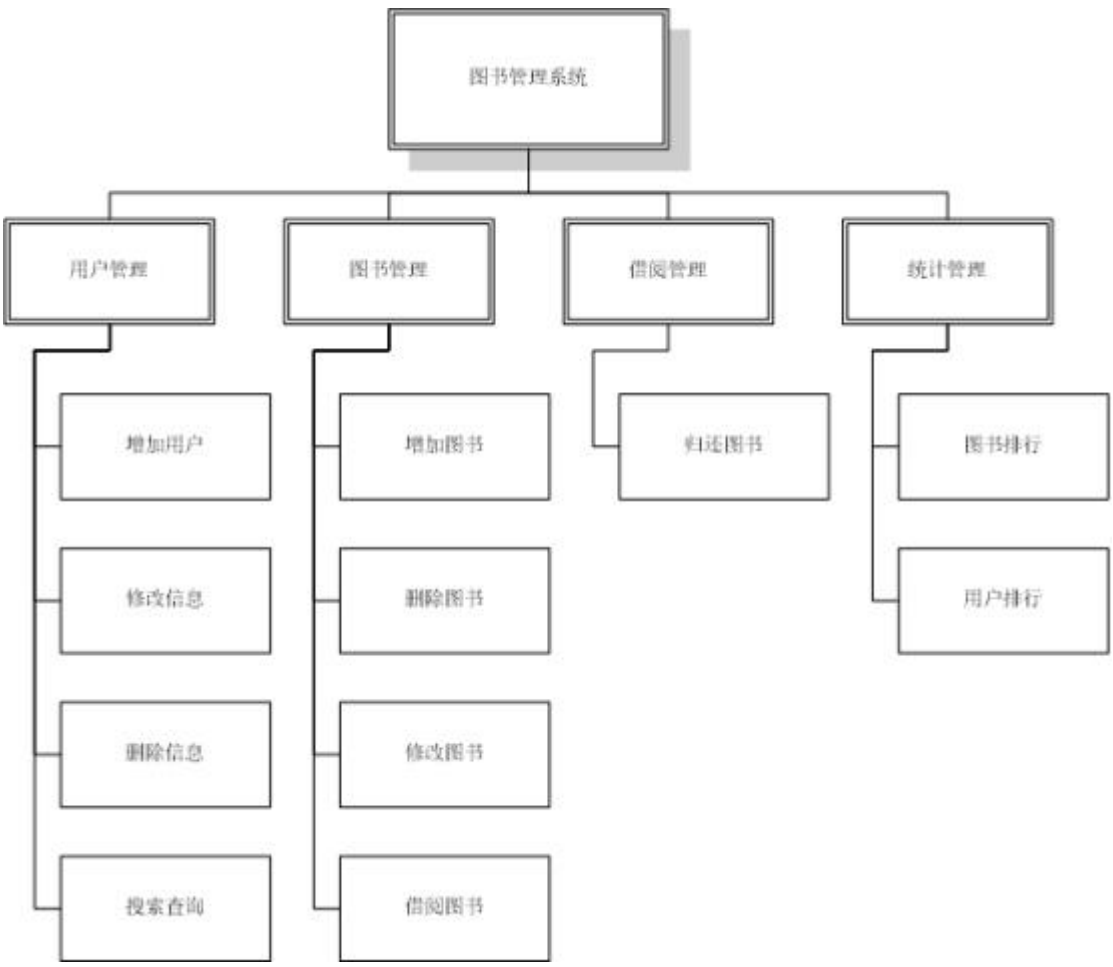 图书管理系统
用户管理
图书管理
借阅管理
统计管理
增加用户
增加图书
归还图书
图书排行
修改信息
删除图书
用户排行
删除信息
修改图书
搜索查询
借阅图书